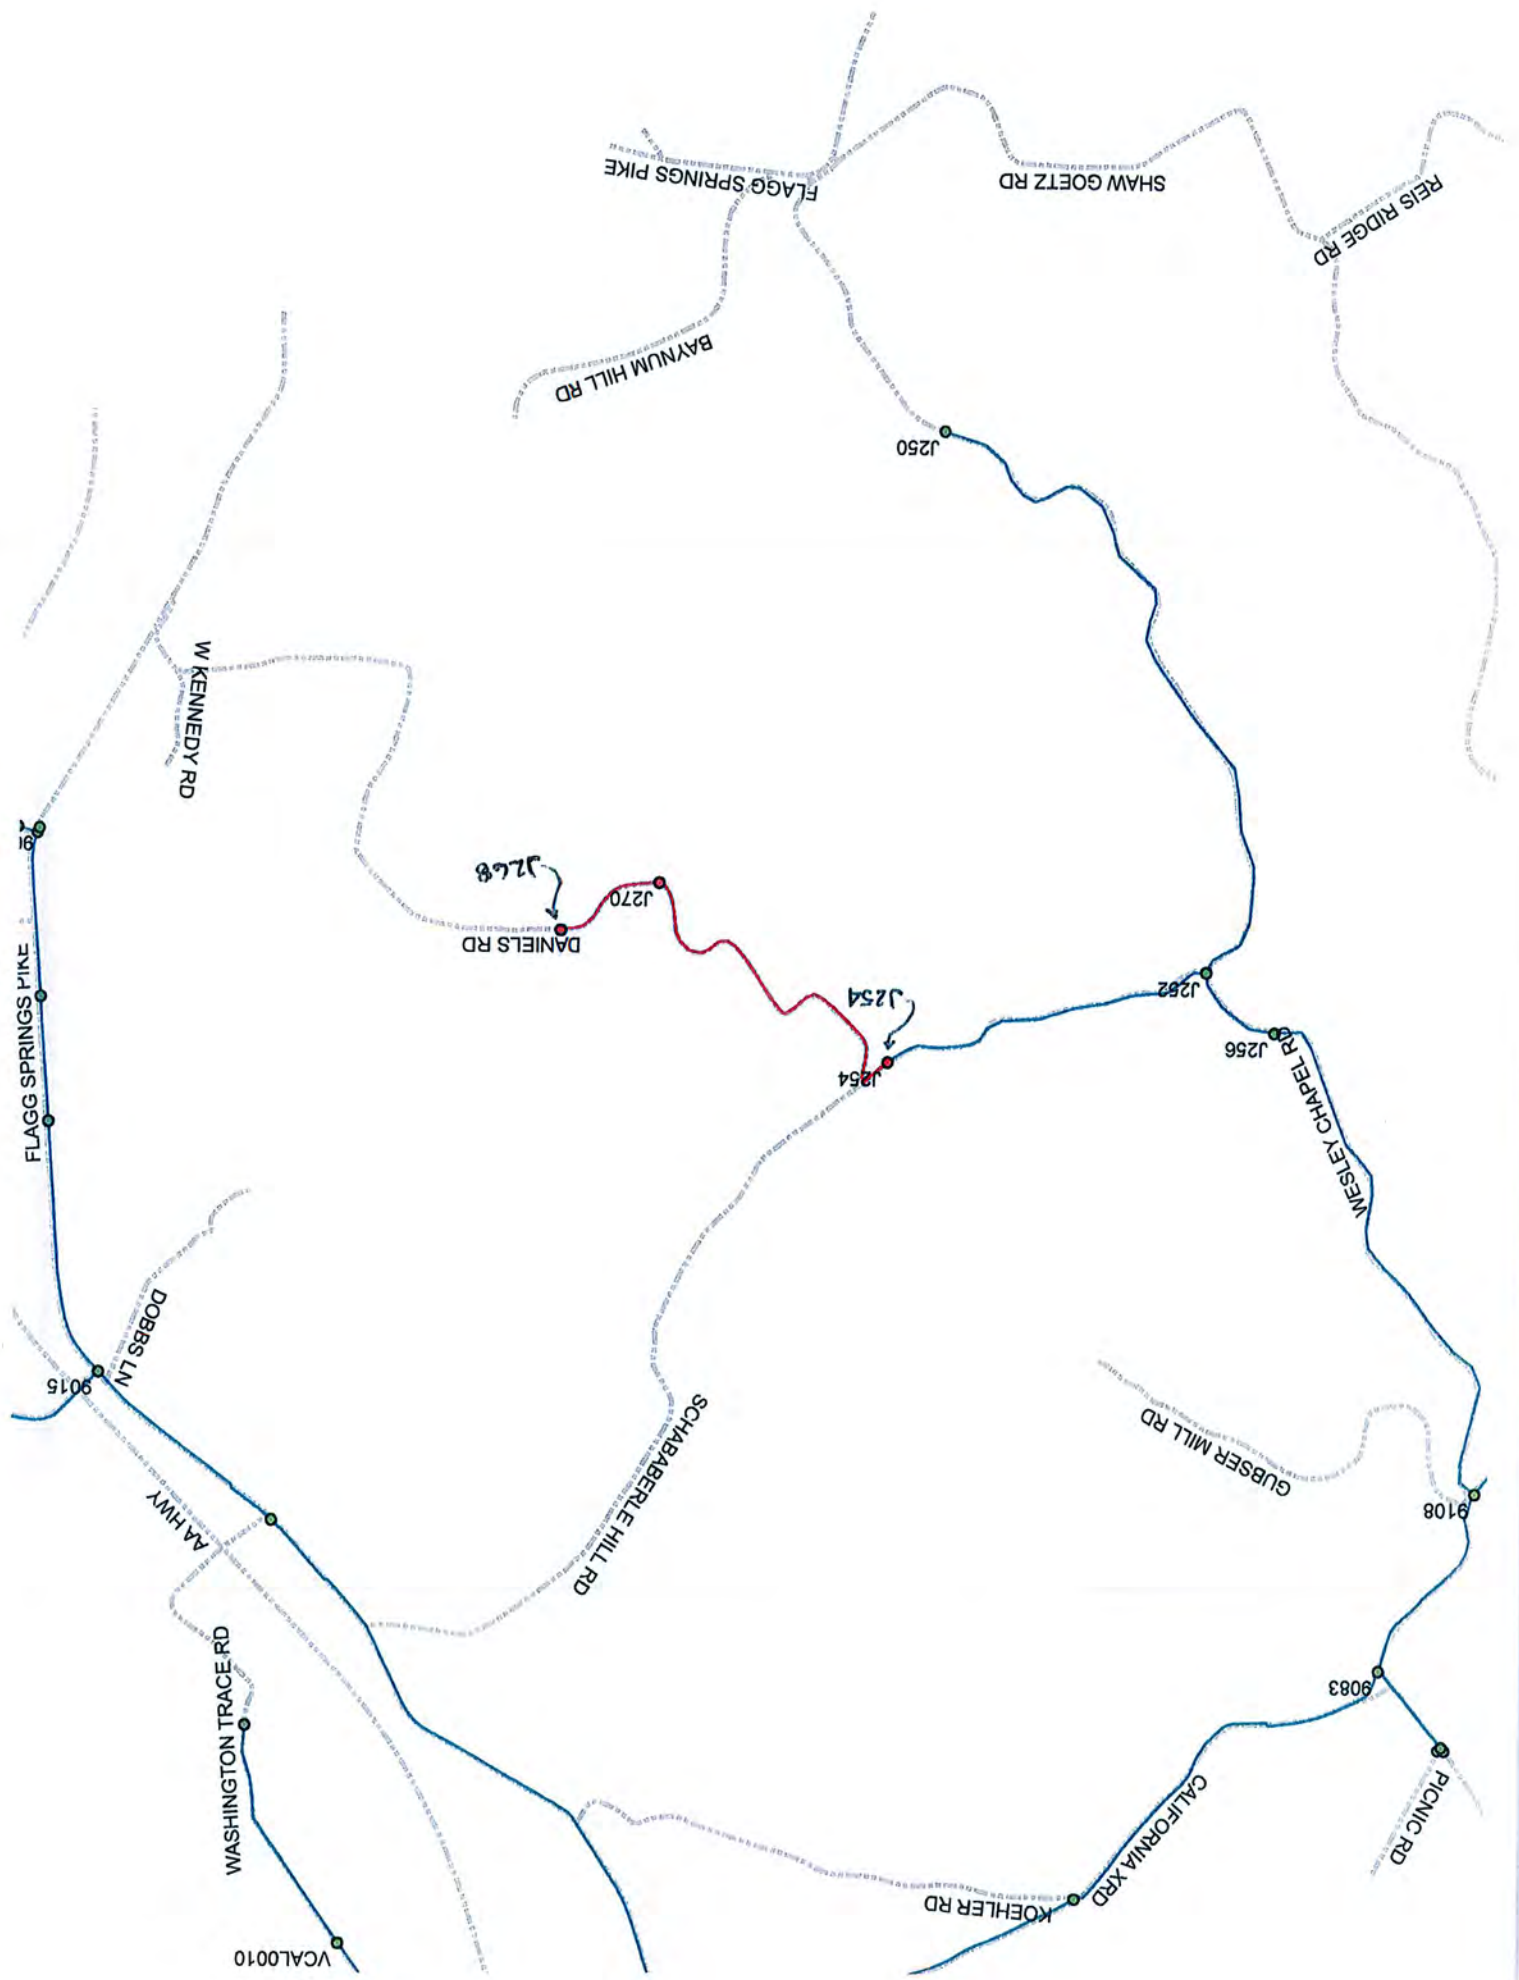 FLAGG SPRINGS PIKE
SHAW GOETZ RD
REIS RIDGE RD
BAYNUM HILL RD
J250
W KENNEDY RD
J268
J270
DANIELS RD
FLAGG SPRINGS PIKE
J254
J254
J252
J256
WESLEY CHAPEL RD
DOBBS LN
9015
AA HWY
SCHABABERLE HILL RD
GUBSER MILL RD
9108
WASHINGTON TRACE RD
9083
CALIFORNIA XRD
PICNIC RD
KOEHLER RD
VCAL0010